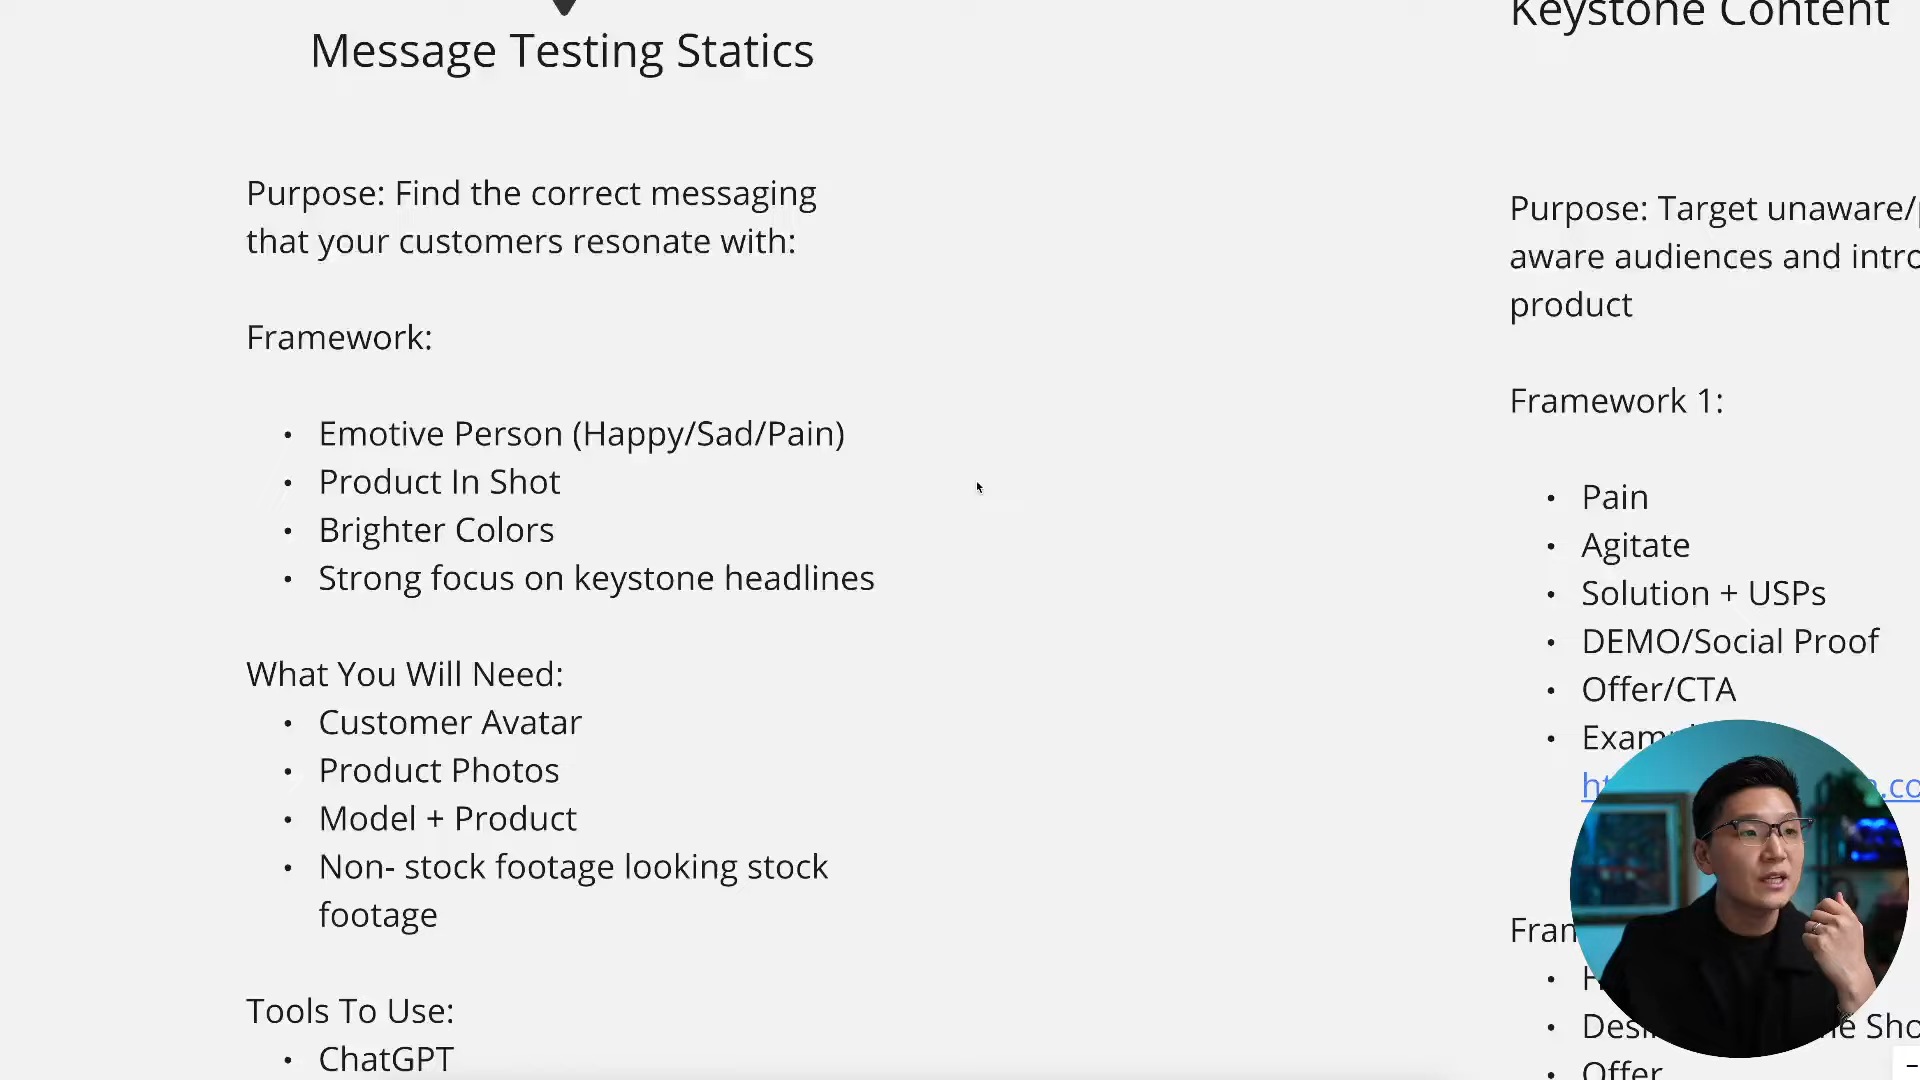 Message Testing Statics
Purpose: Find the correct messaging
that your customers resonate with:
Framework:
• Emotive Person (Happy/Sad/Pain)
• Product In Shot
• Brighter Colors
• Strong focus on keystone headlines
What You Will Need:
• Customer Avatar
• Product Photos
• Model + Product
• Non- stock footage looking stock
footage
Tools To Use:
• ChatGPT
Keystone Content
Purpose: Target unaware/
aware audiences and
product
Framework 1:
• Pain
• Agitate
• Solution + USPs
• DEMO/Social Proof
• Offer/CTA
• Offer